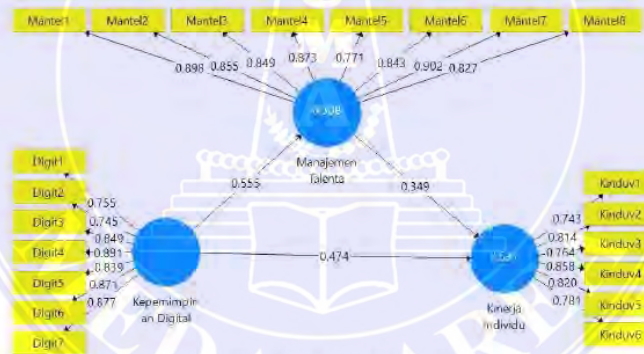 Mantel1 Mantel2 Mantel3 Mantel4 Mantel5 Mantel6 Mantel7 Mantel8
0.898 0.855 0.849 0.873 0.771 0.843 0.902 0.827
Manajemen
Talenta
Digit1
Digit2
Digit3
Digit4
Digit5
Digit6
Digit7
0.755
0.745
0.849
0.891
0.839
0.871
0.877
0.555
0.349
0.474
Kepemimpin
an Digital
Kinerja
Individu
0.743
0.814
0.764
0.858
0.820
0.781
Kinduv1
Kinduv2
Kinduv3
Kinduv4
Kinduv5
Kinduv6